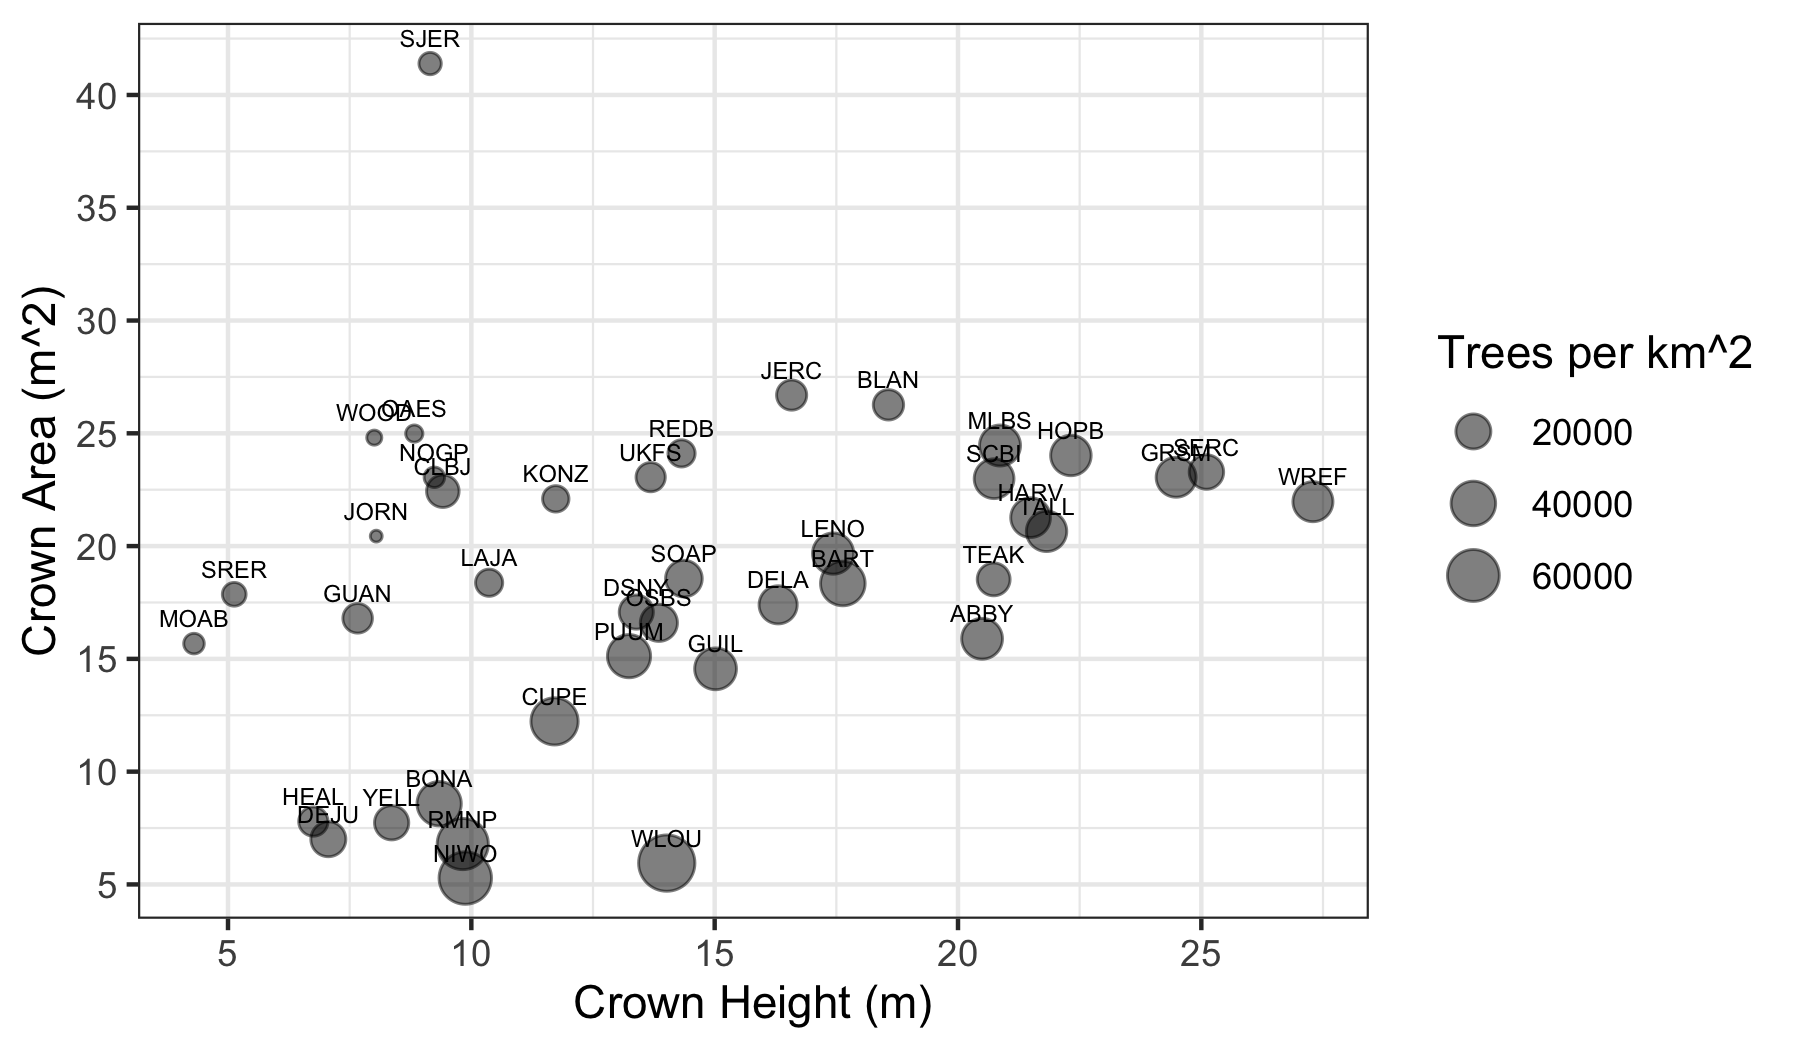 SJER
40
35
30
JERC
BLAN
WOOD
OAES
25
MLBS
REDB
HOPB
NOGP
UKFS
SCBI
GRSM
SERC
CLBJ
KONZ
WREF
HARV
JORN
TALL
LENO
20
LAJA
SOAP
BART
TEAK
SRER
DELA
GUAN
DSNY
OSBS
MOAB
ABBY
PUUM
GUIL
15
CUPE
10
BONA
HEAL
YELL
DEJU
RMNP
WLOU
NIWO
5
5 10 15 20 25
Crown Height (m)
Crown Area (m^2)
Trees per km^2
20000
40000
60000